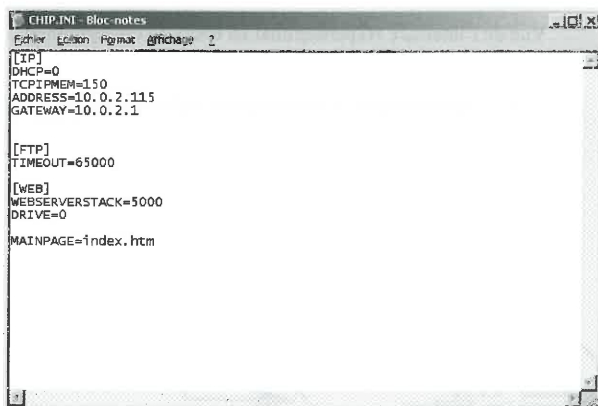 CHIP.INI - Bloc-notes
Fichier Edition Format Affichage ?
[IP]
DHCP=0
TCPIPMEM=150
ADDRESS=10.0.2.115
GATEWAY=10.0.2.1
[FTP]
TIMEOUT=65000
[WEB]
WEBSERVERSTACK=5000
DRIVE=0
MAINPAGE=index.htm